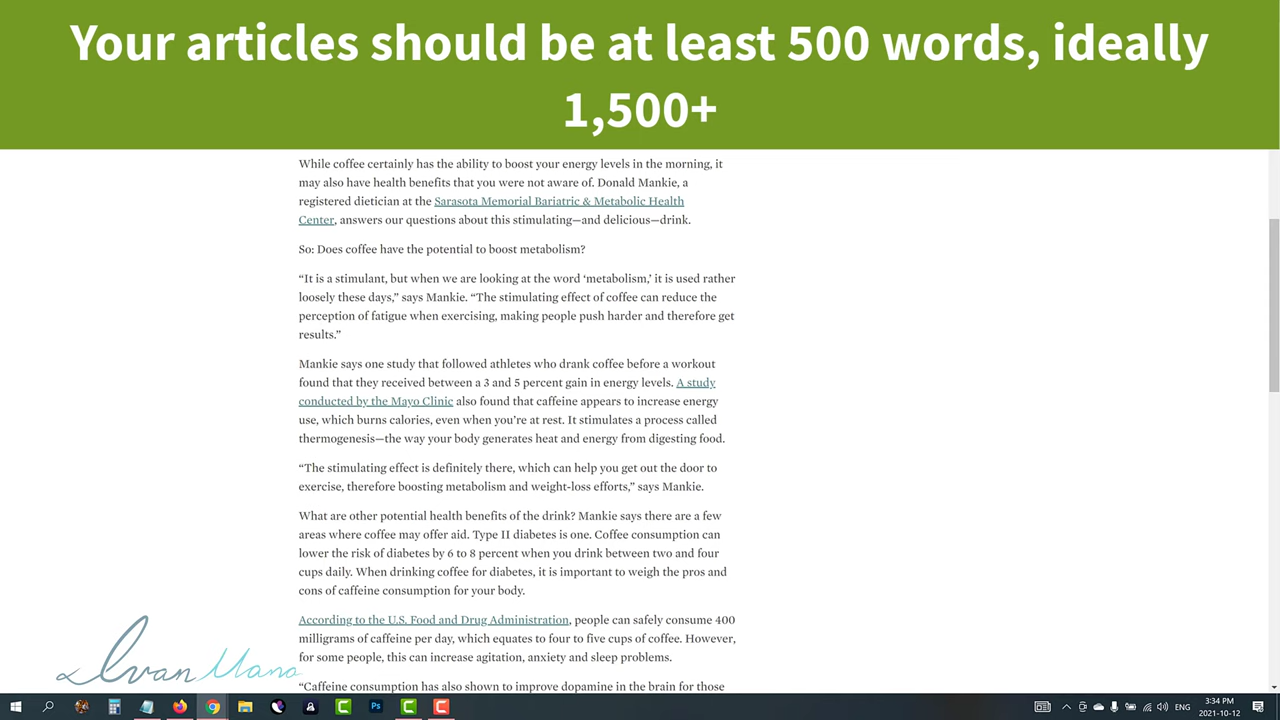 Your articles should be at least 500 words, ideally
1,500+
While coffee certainly has the ability to boost your energy levels in the morning, it
may also have health benefits that you were not aware of. Donald Mankie, a
registered dietician at the Sarasota Memorial Bariatric & Metabolic Health
Center, answers our questions about this stimulating—and delicious—drink.
So: Does coffee have the potential to boost metabolism?
“It is a stimulant, but when we are looking at the word ‘metabolism,’ it is used rather
loosely these days,” says Mankie. “The stimulating effect of coffee can reduce the
perception of fatigue when exercising, making people push harder and therefore get
results.”
Mankie says one study that followed athletes who drank coffee before a workout
found that they received between a 3 and 5 percent gain in energy levels. A study
conducted by the Mayo Clinic also found that caffeine appears to increase energy
use, which burns calories, even when you’re at rest. It stimulates a process called
thermogenesis—the way your body generates heat and energy from digesting food.
“The stimulating effect is definitely there, which can help you get out the door to
exercise, therefore boosting metabolism and weight-loss efforts,” says Mankie.
What are other potential health benefits of the drink? Mankie says there are a few
areas where coffee may offer aid. Type II diabetes is one. Coffee consumption can
lower the risk of diabetes by 6 to 8 percent when you drink between two and four
cups daily. When drinking coffee for diabetes, it is important to weigh the pros and
cons of caffeine consumption for your body.
According to the U.S. Food and Drug Administration, people can safely consume 400
milligrams of caffeine per day, which equates to four to five cups of coffee. However,
for some people, this can increase agitation, anxiety and sleep problems.
“Caffeine consumption has also shown to improve dopamine in the brain for those
Ivan Mana
ENG
3:34 PM
2021-10-12